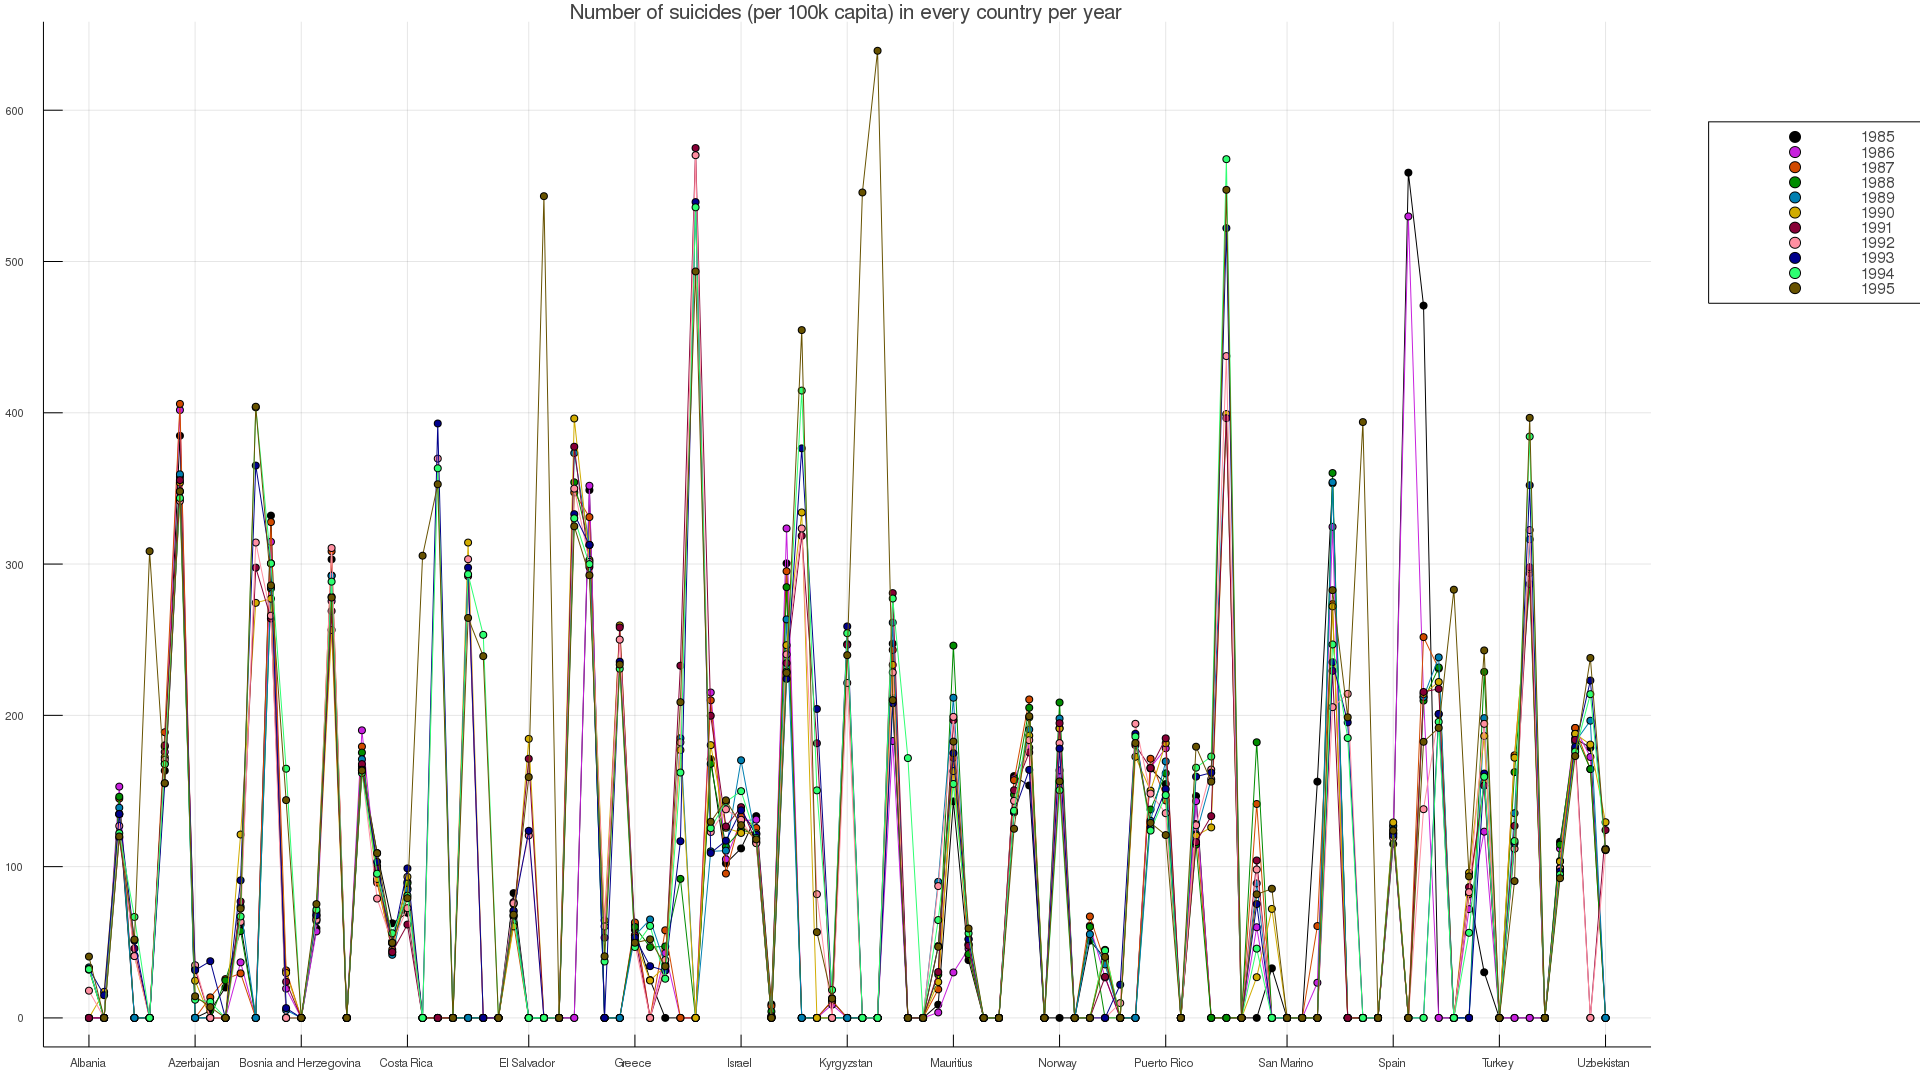 Number of suicides (per 100k capita) in every country per year
600
500
400
300
200
100
0
Albania
Azerbaijan
Bosnia and Herzegovina
Costa Rica
El Salvador
Greece
Israel
Kyrgyzstan
Mauritius
Norway
Puerto Rico
San Marino
Spain
Turkey
Uzbekistan
1985
1986
1987
1988
1989
1990
1991
1992
1993
1994
1995